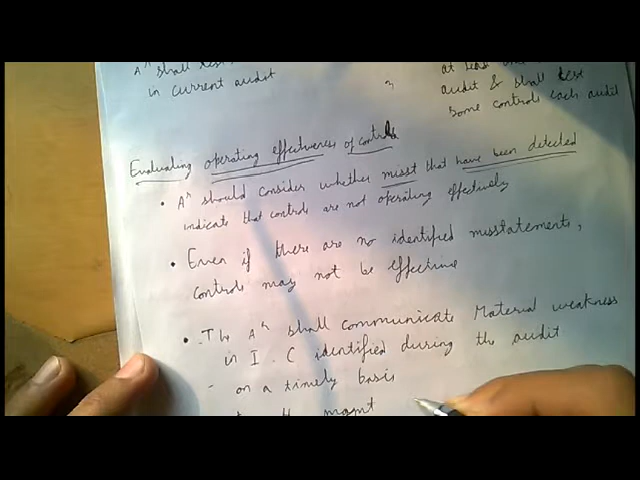 Aʳ shall test
in current audit
at least
audit & shall test
some controls each audit
Evaluating operating effectiveness of controls
• Aʳ should consider whether misst that have been detected
indicate that controls are not operating effectively
• Even if there are no identified misstatements,
controls may not be effective
• The Aʳ shall communicate Material weakness
in I.C identified during the audit
- on a timely basis
mgmt